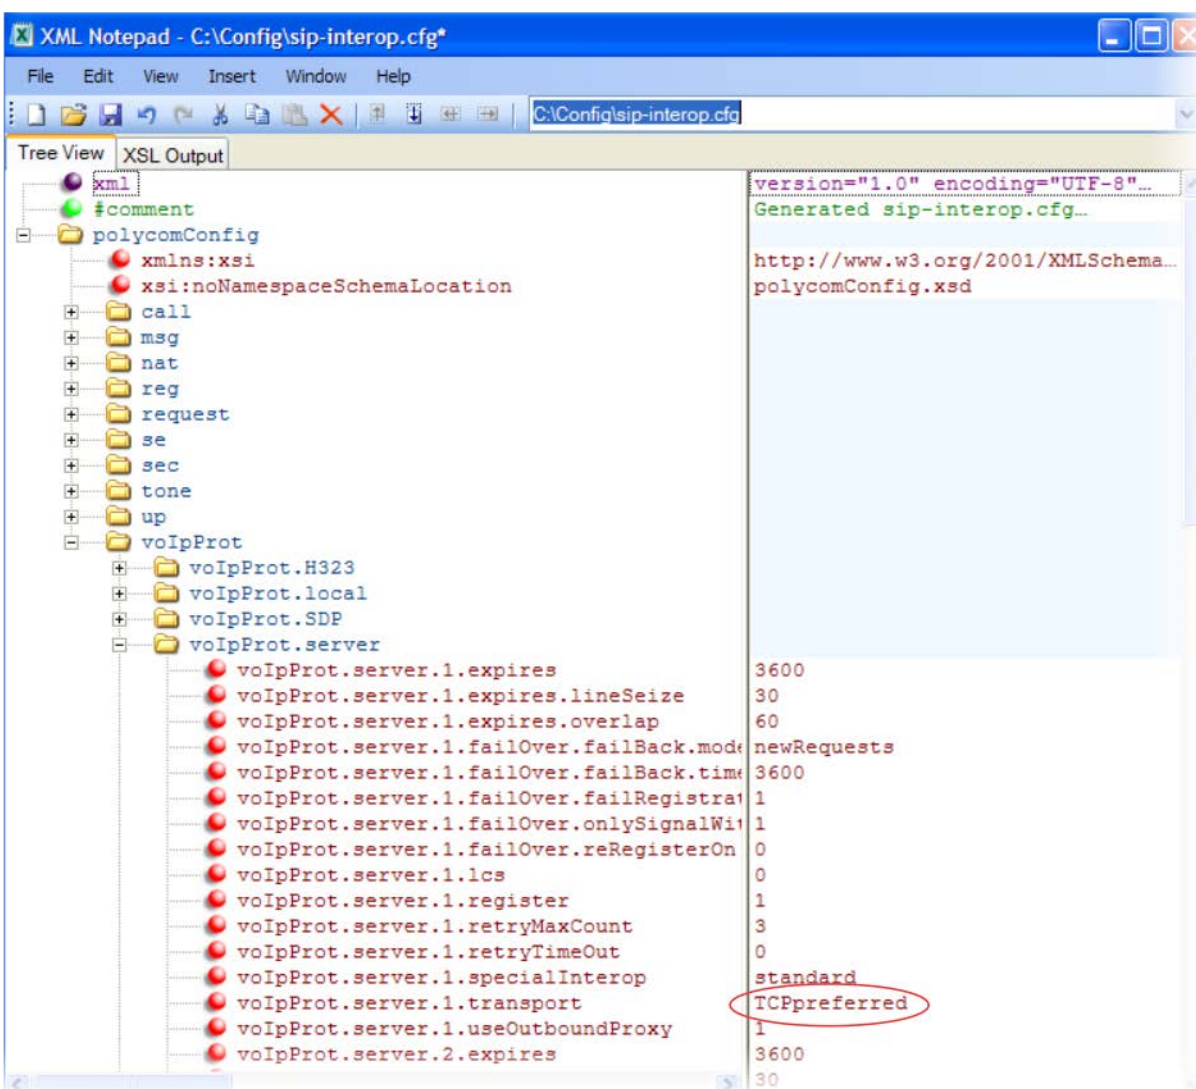 XML Notepad - C:\Config\sip-interop.cfg*
File Edit View Insert Window Help
C:\Config\sip-interop.cfg
Tree View XSL Output
xml version="1.0" encoding="UTF-8"…
#comment Generated sip-interop.cfg…
polycomConfig
xmlns:xsi http://www.w3.org/2001/XMLSchema…
xsi:noNamespaceSchemaLocation polycomConfig.xsd
call
msg
nat
reg
request
se
sec
tone
up
voIpProt
voIpProt.H323
voIpProt.local
voIpProt.SDP
voIpProt.server
voIpProt.server.1.expires 3600
voIpProt.server.1.expires.lineSeize 30
voIpProt.server.1.expires.overlap 60
voIpProt.server.1.failOver.failBack.mode newRequests
voIpProt.server.1.failOver.failBack.time 3600
voIpProt.server.1.failOver.failRegistrat 1
voIpProt.server.1.failOver.onlySignalWit 1
voIpProt.server.1.failOver.reRegisterOn 0
voIpProt.server.1.lcs 0
voIpProt.server.1.register 1
voIpProt.server.1.retryMaxCount 3
voIpProt.server.1.retryTimeOut 0
voIpProt.server.1.specialInterop standard
voIpProt.server.1.transport TCPpreferred
voIpProt.server.1.useOutboundProxy 1
voIpProt.server.2.expires 3600
30